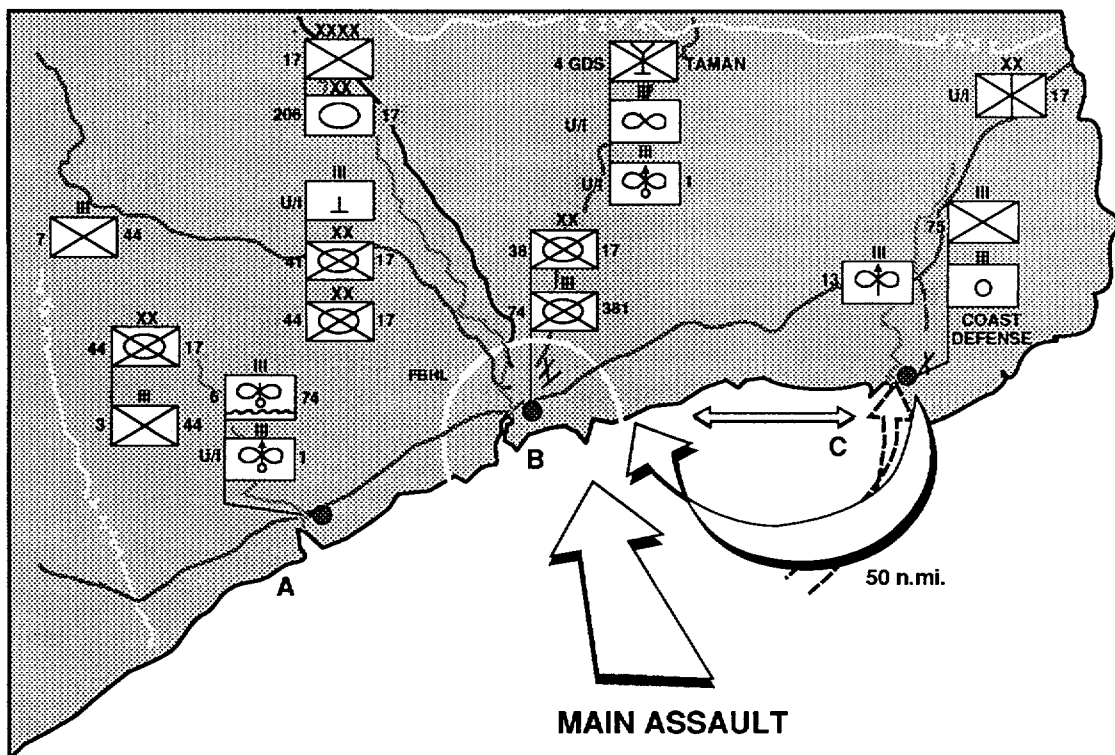 XXXX
17
XX
206 17
III
U/I
XX
41 17
XX
44 17
III
7 44
XX
44 17
III
3 44
III
6 74
III
U/I 1
4 GDS TAMAN
III
U/I
III
U/I 1
XX
38 17
III
74 381
XX
U/I 17
III
75
III
COAST
DEFENSE
III
13
FBHL
A
B
C
50 n.mi.
MAIN ASSAULT